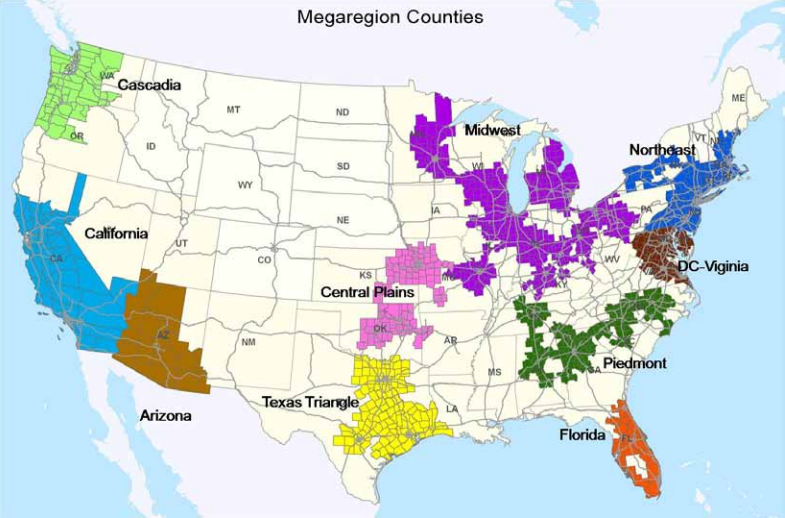 Megaregion Counties
ME
WA
Cascadia
MT
ND
Midwest
VT
OR
Northeast
ID
SD
WI
WY
PA
IA
NE
California
UT
CO
WV
CA
KS
DC-Viginia
KY
Central Plains
OK
AZ
NM
AR
MS
GA
Piedmont
Texas Triangle
LA
Arizona
Florida
FL